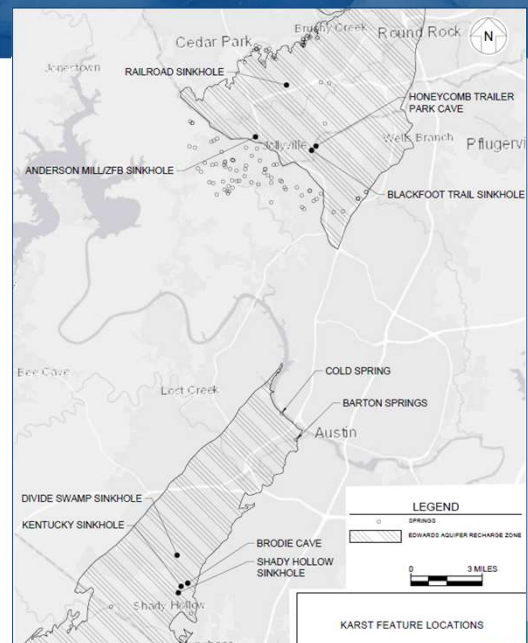 Cedar Park
Brushy Creek
Round Rock
N
Jonestown
RAILROAD SINKHOLE
HONEYCOMB TRAILER
PARK CAVE
Jollyville
Wells Branch
Pflugervi
ANDERSON MILL/ZFB SINKHOLE
BLACKFOOT TRAIL SINKHOLE
Bee Cave
Lost Creek
COLD SPRING
BARTON SPRINGS
Austin
DIVIDE SWAMP SINKHOLE
KENTUCKY SINKHOLE
BRODIE CAVE
SHADY HOLLOW
SINKHOLE
Shady Hollow
LEGEND
SPRINGS
EDWARDS AQUIFER RECHARGE ZONE
0 3 MILES
KARST FEATURE LOCATIONS